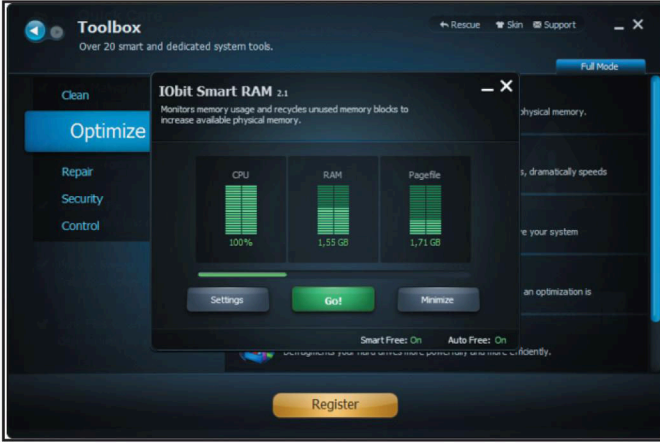 Toolbox
Over 20 smart and dedicated system tools.
Rescue Skin Support
Full Mode
Clean
Optimize
Repair
Security
Control
IObit Smart RAM 2.1
Monitors memory usage and recycles unused memory blocks to
increase available physical memory.
physical memory.
s, dramatically speeds
your system
an optimization is
CPU RAM Pagefile
100% 1,55 GB 1,71 GB
Settings Go! Minimize
Smart Free: On Auto Free: On
Defragments your hard drives more powerfully and more efficiently.
Register